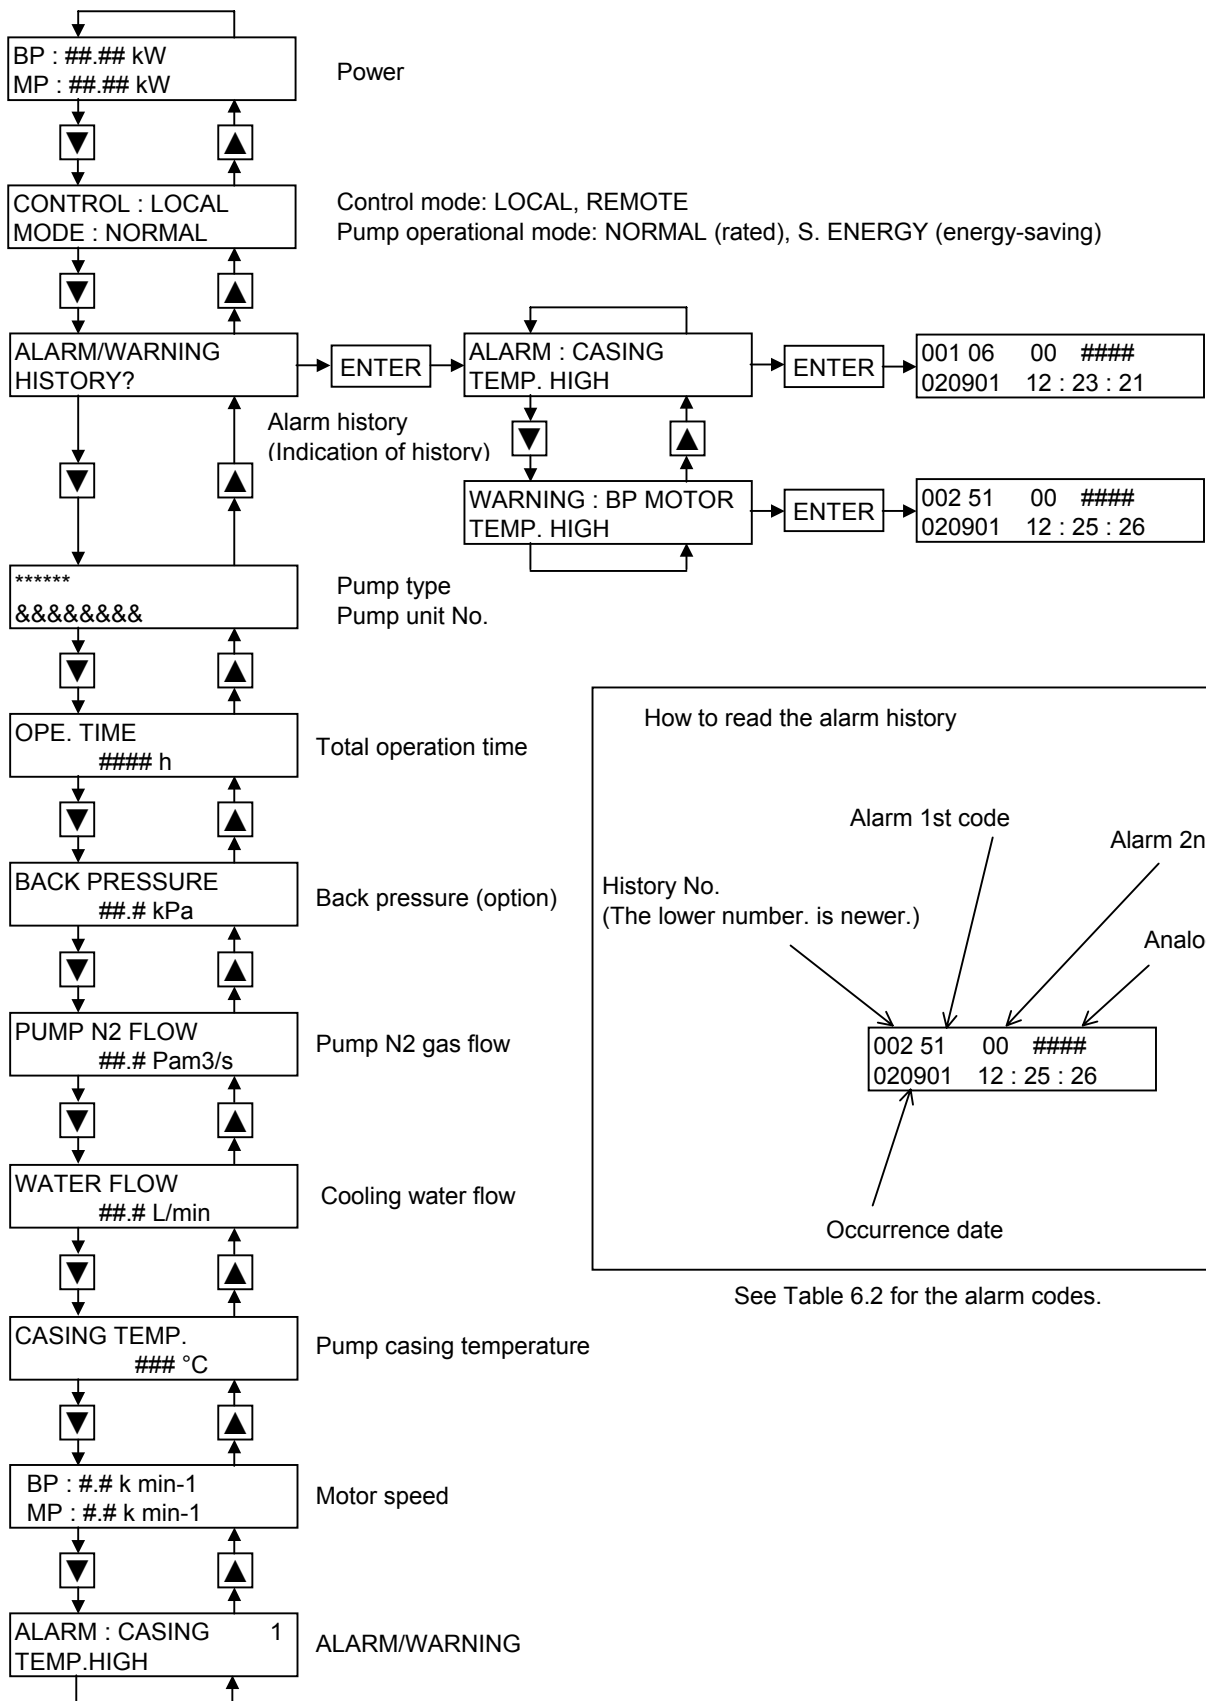 BP : ##.## kW
MP : ##.## kW
Power
▼
▲
CONTROL : LOCAL
MODE : NORMAL
Control mode: LOCAL, REMOTE
Pump operational mode: NORMAL (rated), S. ENERGY (energy-saving)
▼
▲
ALARM/WARNING
HISTORY?
ENTER
ALARM : CASING
TEMP. HIGH
ENTER
001 06 00 ####
020901 12 : 23 : 21
Alarm history
(Indication of history)
▼
▲
▼
▲
WARNING : BP MOTOR
TEMP. HIGH
ENTER
002 51 00 ####
020901 12 : 25 : 26
******
&&&&&&&&
Pump type
Pump unit No.
▼
▲
OPE. TIME
#### h
Total operation time
▼
▲
BACK PRESSURE
##.# kPa
Back pressure (option)
▼
▲
PUMP N2 FLOW
##.# Pam3/s
Pump N2 gas flow
▼
▲
WATER FLOW
##.# L/min
Cooling water flow
▼
▲
CASING TEMP.
### °C
Pump casing temperature
▼
▲
BP : #.# k min-1
MP : #.# k min-1
Motor speed
▼
▲
ALARM : CASING 1
TEMP.HIGH
ALARM/WARNING
How to read the alarm history
Alarm 1st code
Alarm 2n
History No.
(The lower number. is newer.)
Analo
002 51 00 ####
020901 12 : 25 : 26
Occurrence date
See Table 6.2 for the alarm codes.